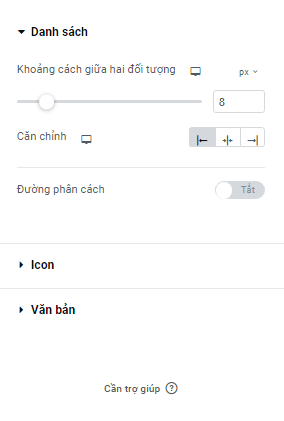 Danh sách
Khoảng cách giữa hai đối tượng px
8
Căn chỉnh
Đường phân cách Tắt
Icon
Văn bản
Cần trợ giúp ?